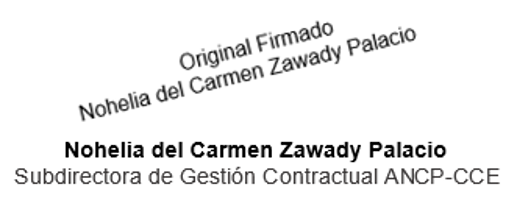 Original Firmado
Nohelia del Carmen Zawady Palacio
Nohelia del Carmen Zawady Palacio
Subdirectora de Gestión Contractual ANCP-CCE